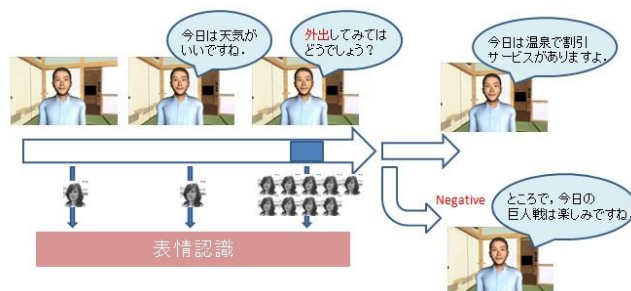 今日は天気が
いいですね.
外出してみては
どうでしょう？
今日は温泉で割引
サービスがありますよ.
Negative
ところで，今日の
巨人戦は楽しみですね.
表情認識